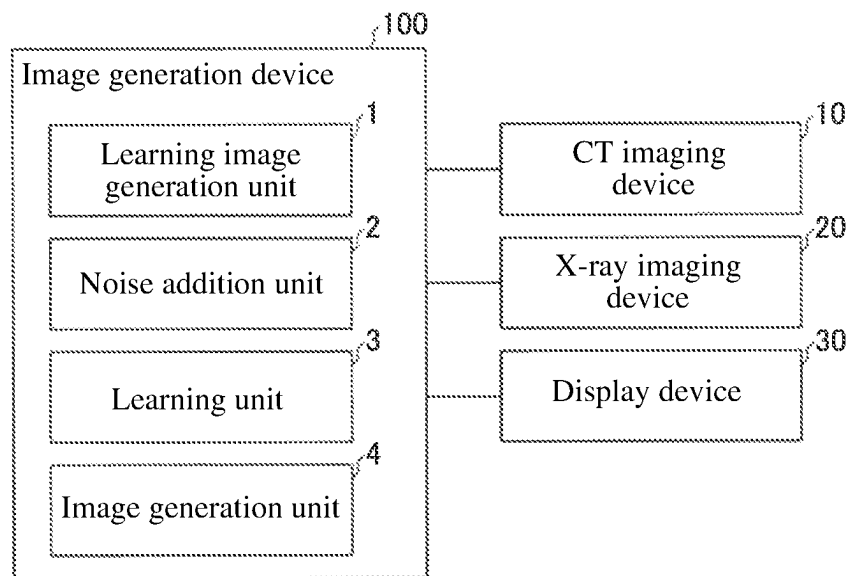 100
Image generation device
1
Learning image
generation unit
2
Noise addition unit
3
Learning unit
4
Image generation unit
10
CT imaging
device
20
X-ray imaging
device
30
Display device